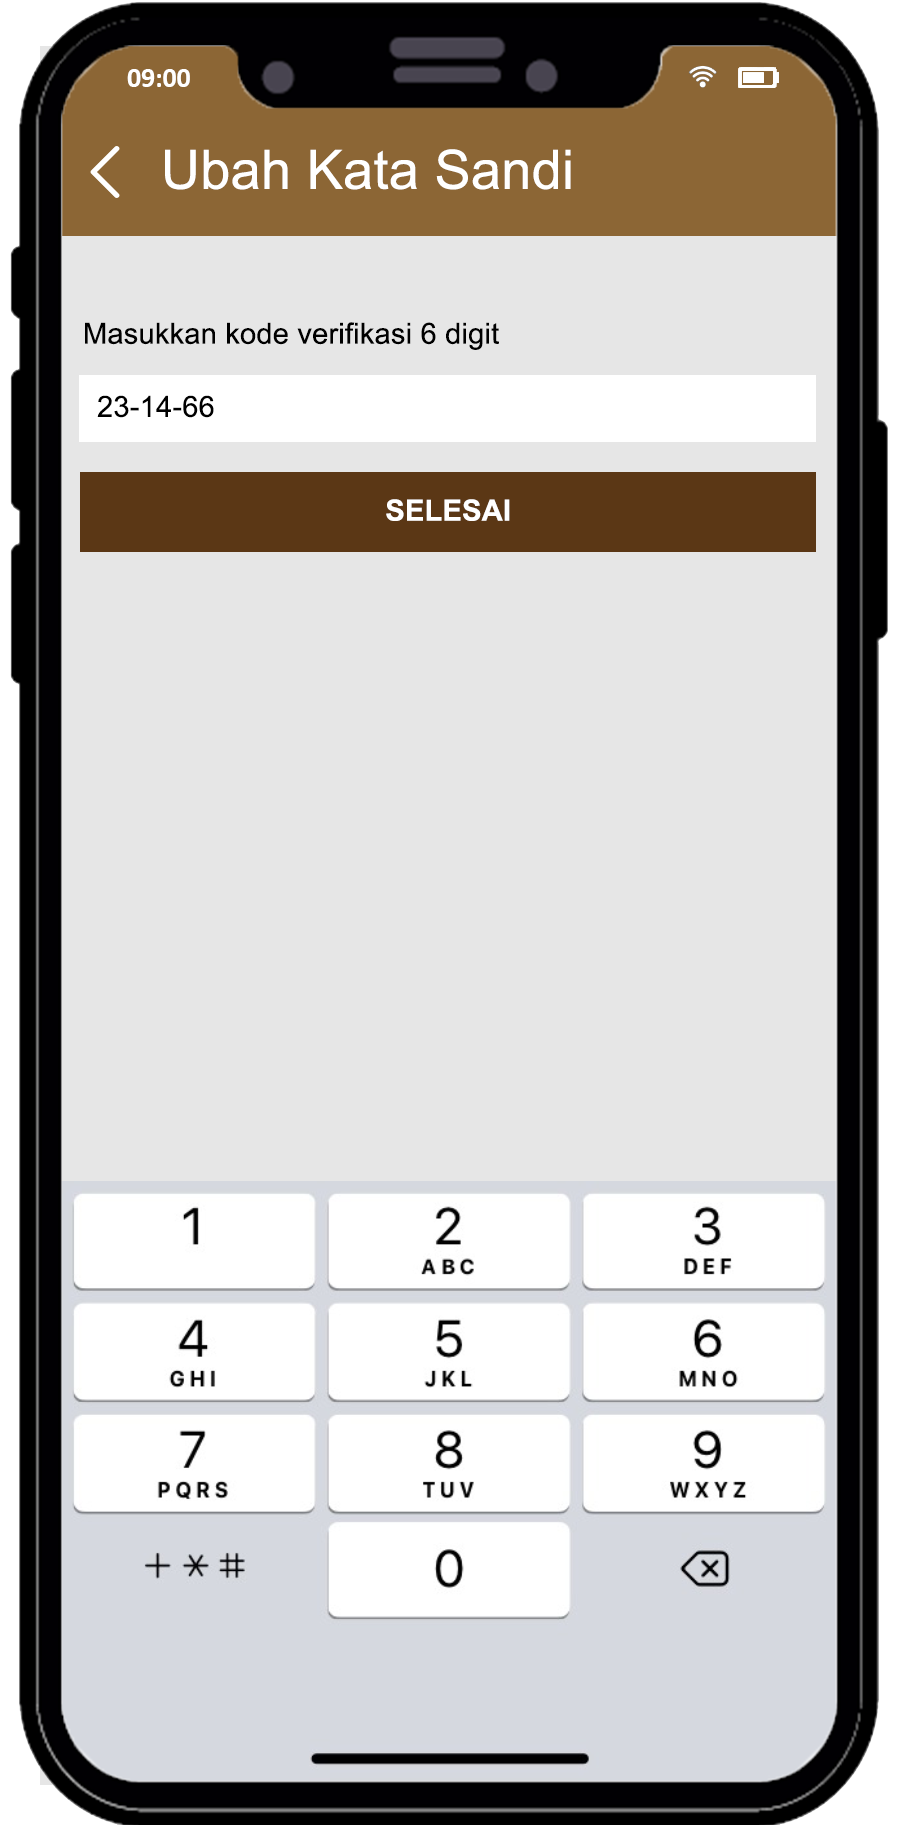 09:00
Ubah Kata Sandi
Masukkan kode verifikasi 6 digit
23-14-66
SELESAI
1
2
ABC
3
DEF
4
GHI
5
JKL
6
MNO
7
PQRS
8
TUV
9
WXYZ
+*#
0